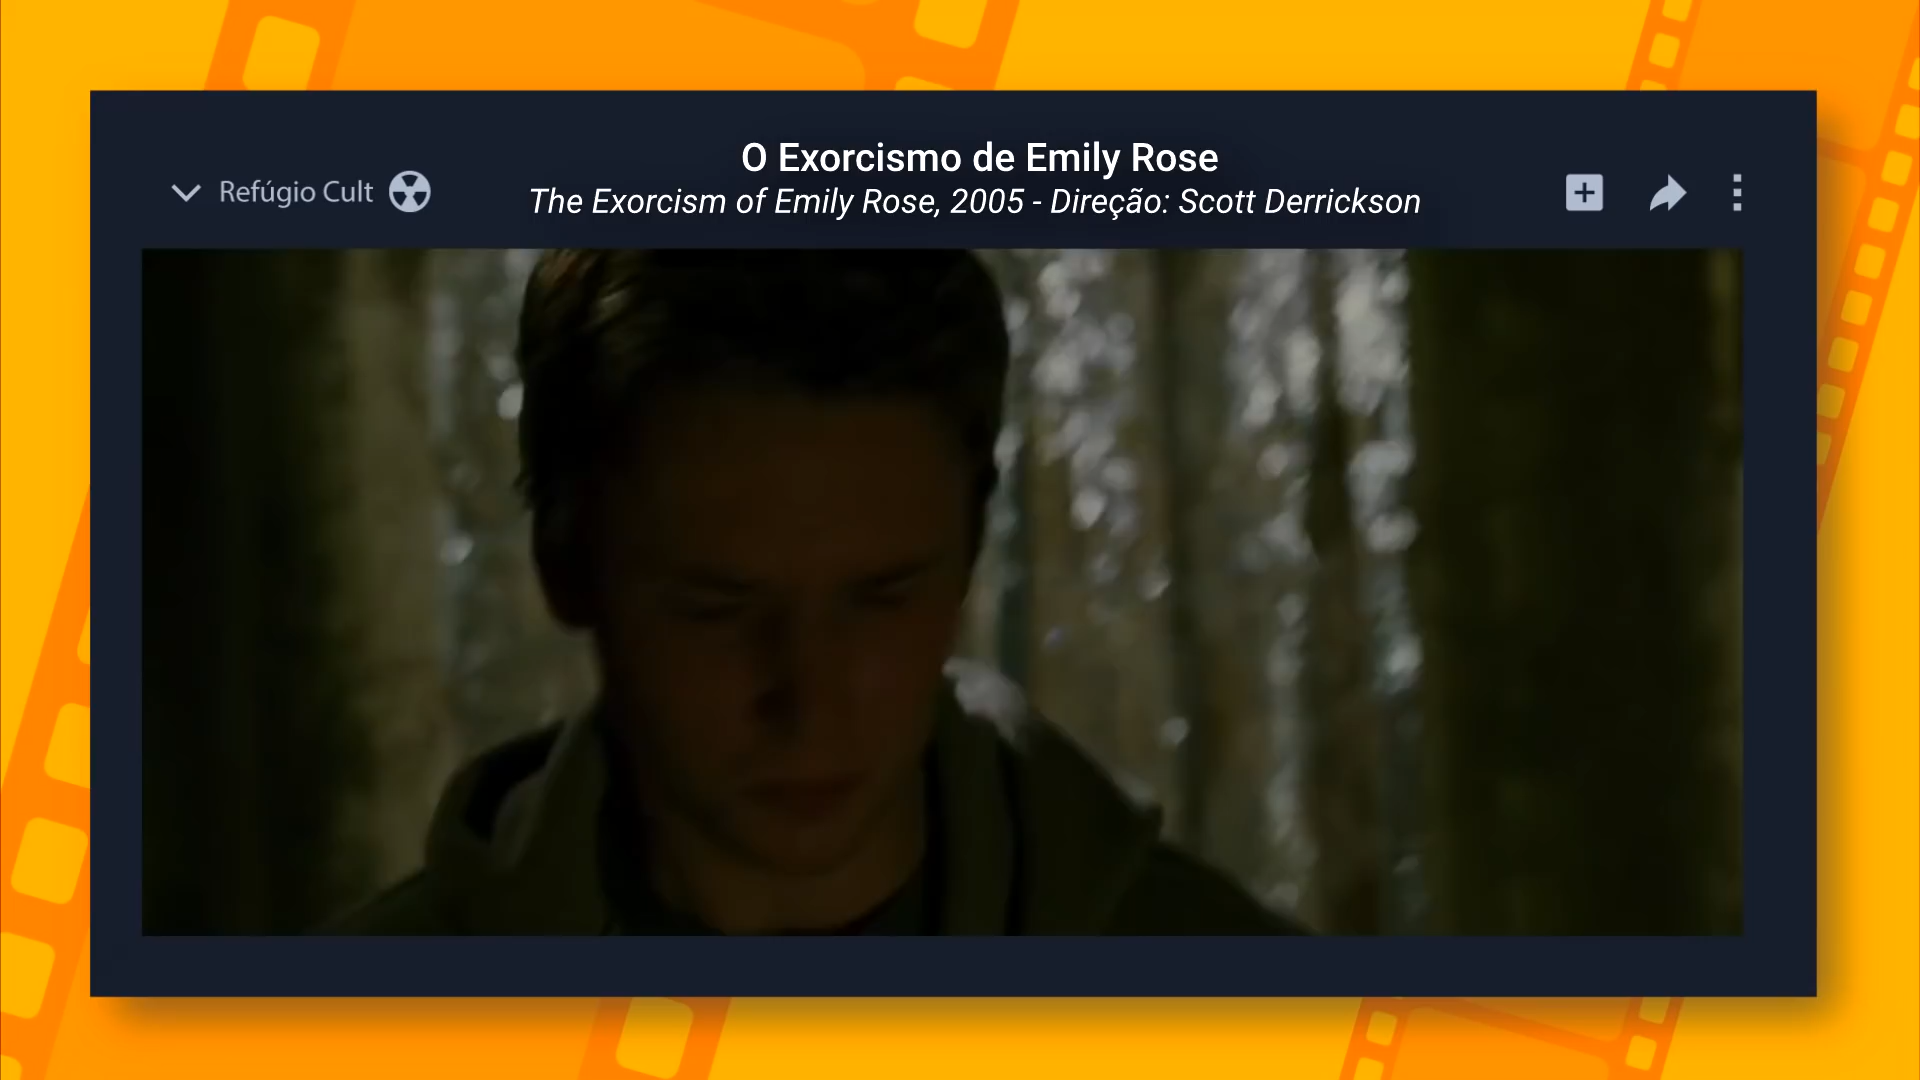 O Exorcismo de Emily Rose
Refúgio Cult
The Exorcism of Emily Rose, 2005 - Direção: Scott Derrickson